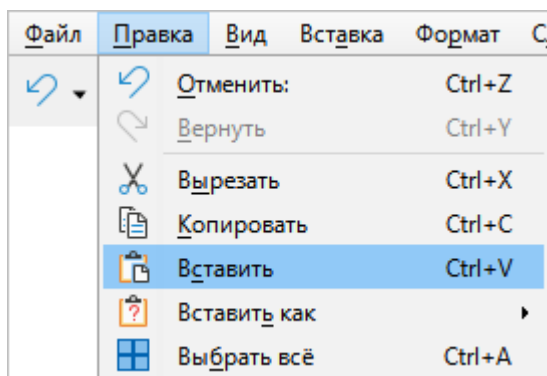 Файл Правка Вид Вставка Формат
Отменить: Ctrl+Z
Вернуть Ctrl+Y
Вырезать Ctrl+X
Копировать Ctrl+C
Вставить Ctrl+V
Вставить как
Выбрать всё Ctrl+A